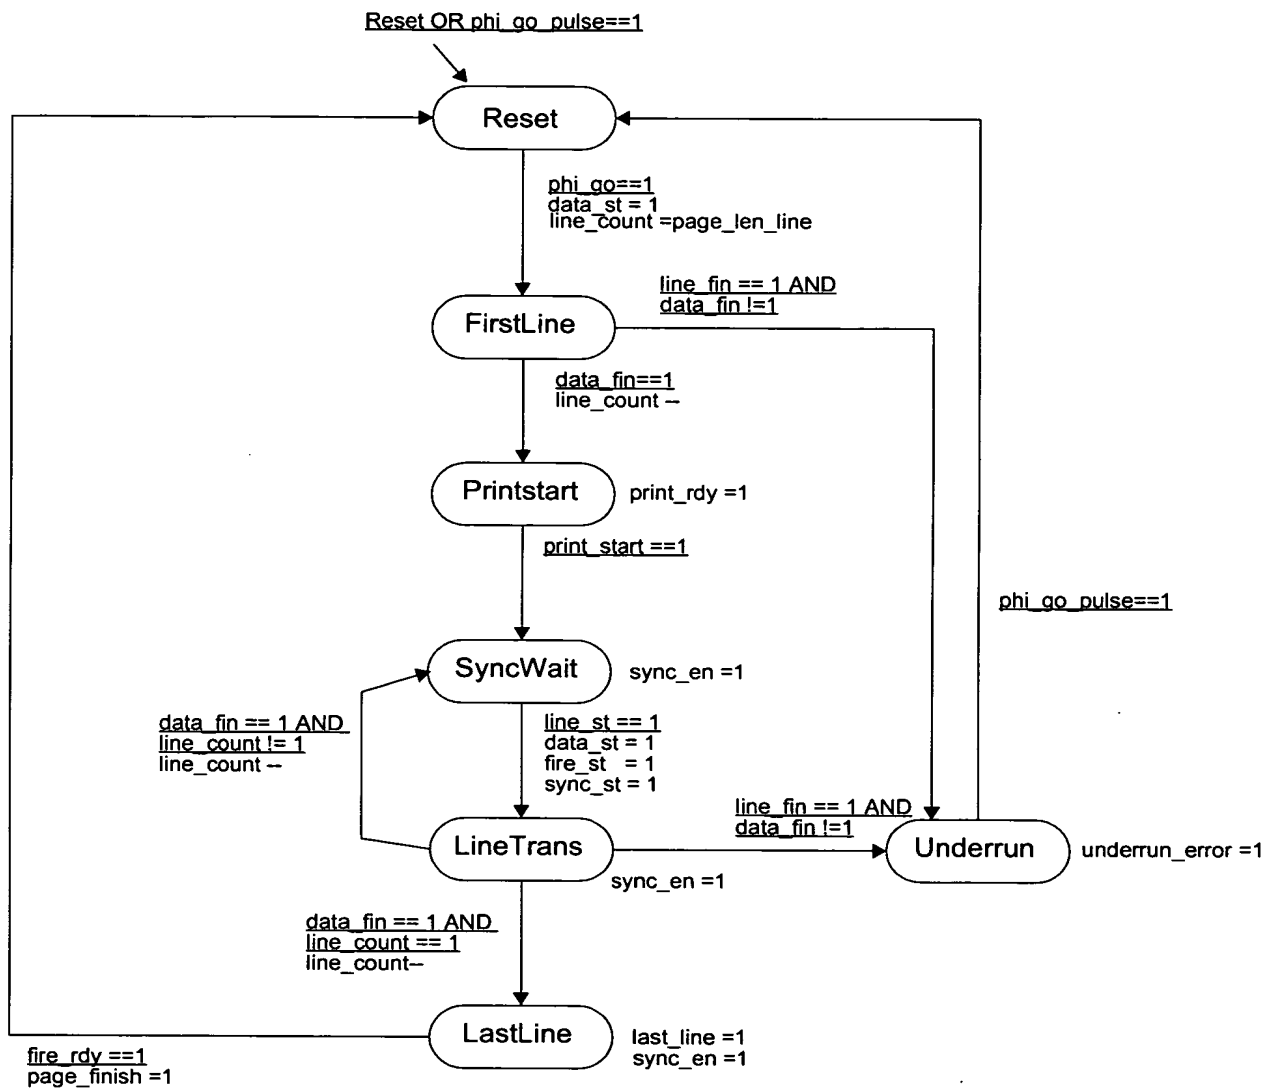 Reset OR phi_go_pulse==1
Reset
phi_go==1
data_st = 1
line_count =page_len_line
line_fin == 1 AND
data_fin !=1
FirstLine
data_fin==1
line_count --
Printstart
print_rdy =1
print_start ==1
phi_go_pulse==1
SyncWait
sync_en =1
data_fin == 1 AND
line_count != 1
line_count --
line_st == 1
data_st = 1
fire_st = 1
sync_st = 1
line_fin == 1 AND
data_fin !=1
LineTrans
sync_en =1
Underrun
underrun_error =1
data_fin == 1 AND
line_count == 1
line_count--
LastLine
last_line =1
sync_en =1
fire_rdy ==1
page_finish =1